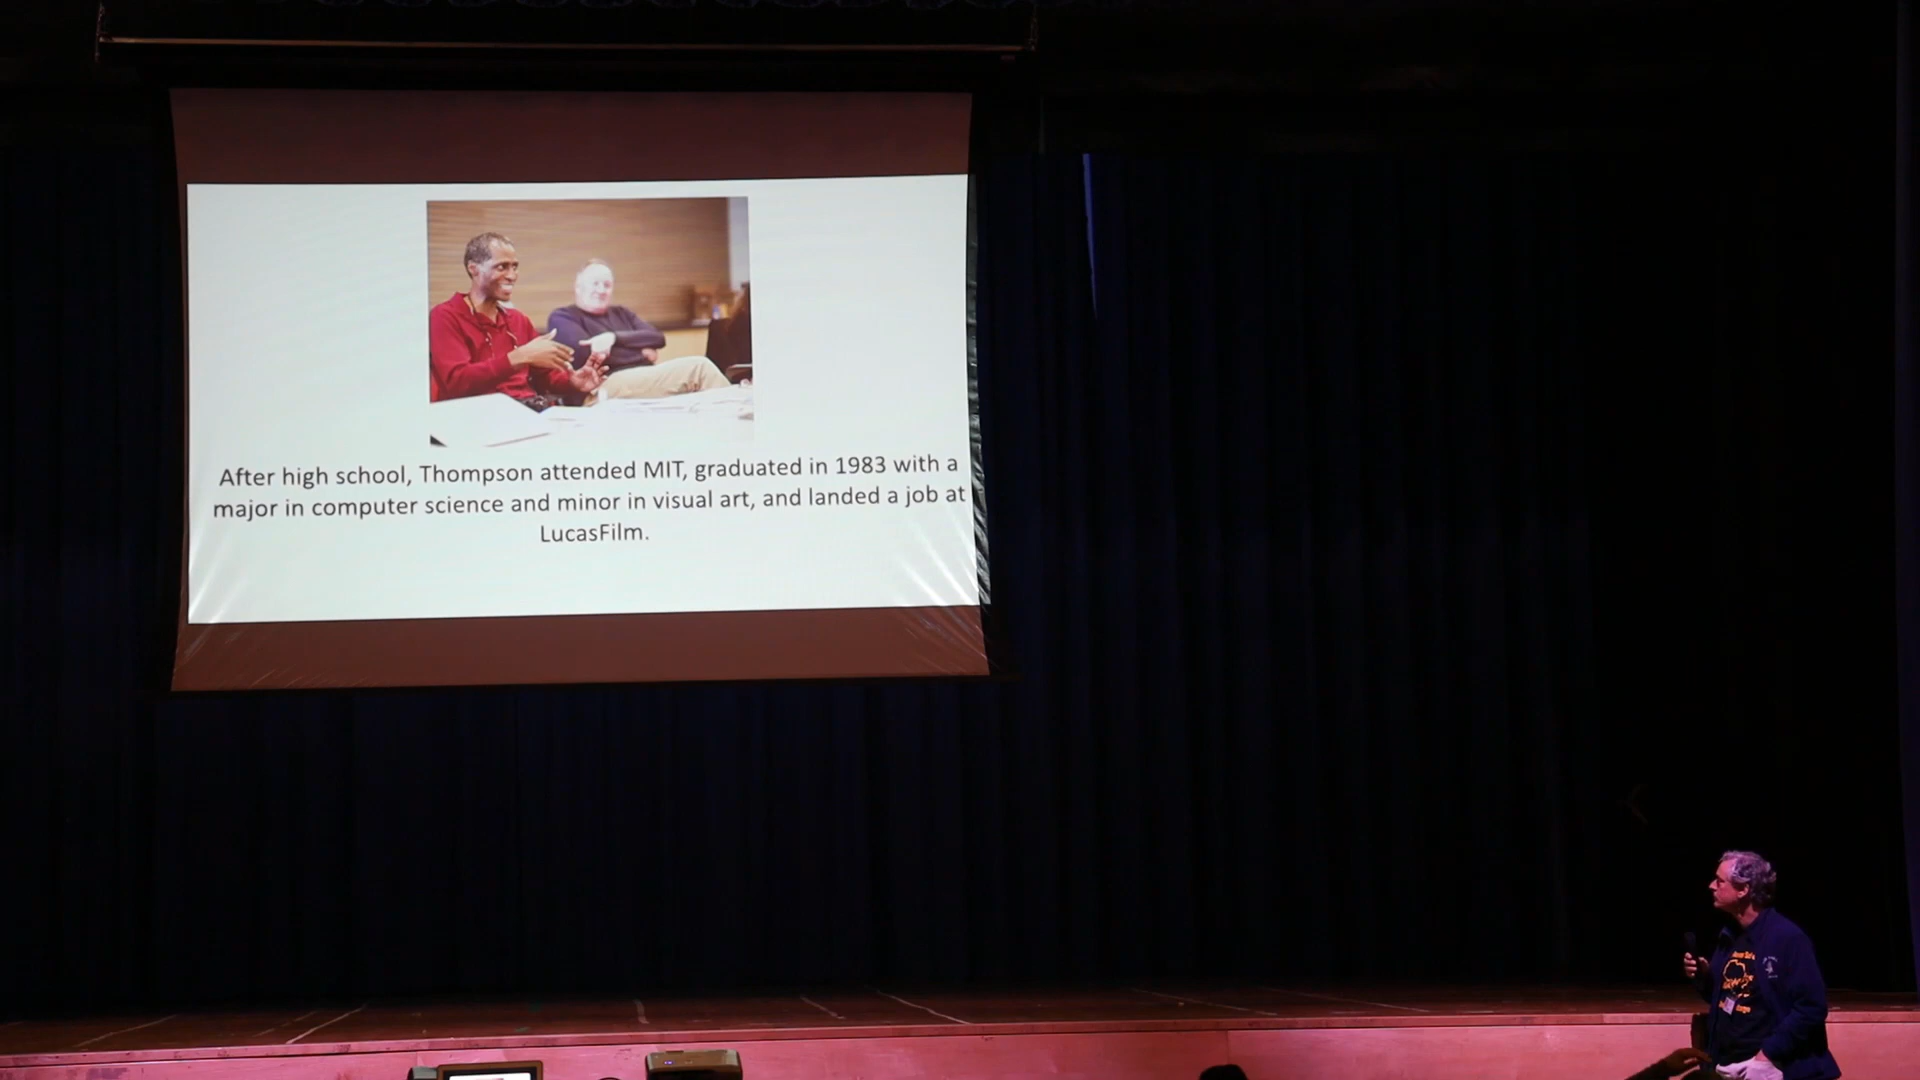 After high school, Thompson attended MIT, graduated in 1983 with a
major in computer science and minor in visual art, and landed a job at
LucasFilm.